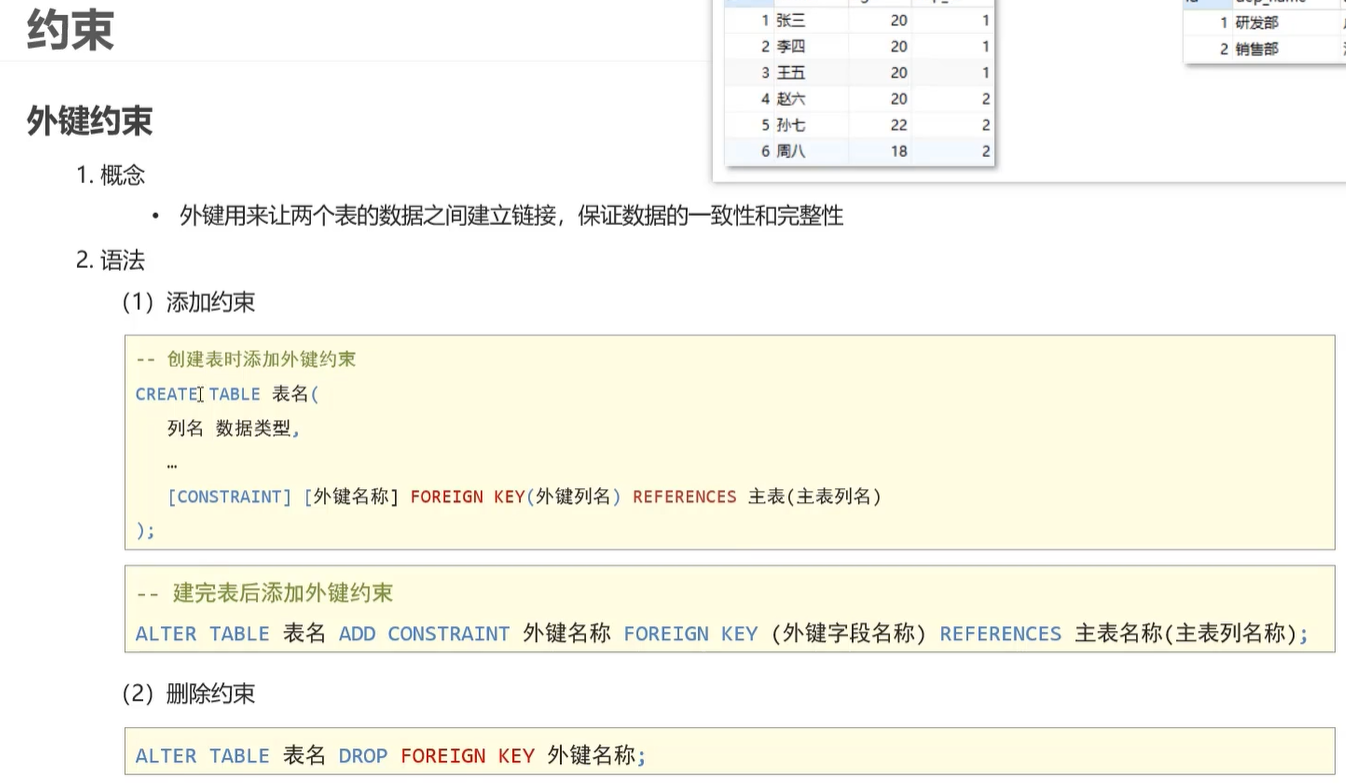 约束
1 张三 20 1
2 李四 20 1
3 王五 20 1
4 赵六 20 2
5 孙七 22 2
6 周八 18 2
1 研发部
2 销售部
外键约束
1. 概念
• 外键用来让两个表的数据之间建立链接，保证数据的一致性和完整性
2. 语法
（1）添加约束
-- 创建表时添加外键约束
CREATE TABLE 表名(
列名 数据类型,
…
[CONSTRAINT] [外键名称] FOREIGN KEY(外键列名) REFERENCES 主表(主表列名)
);
-- 建完表后添加外键约束
ALTER TABLE 表名 ADD CONSTRAINT 外键名称 FOREIGN KEY (外键字段名称) REFERENCES 主表名称(主表列名称);
（2）删除约束
ALTER TABLE 表名 DROP FOREIGN KEY 外键名称;